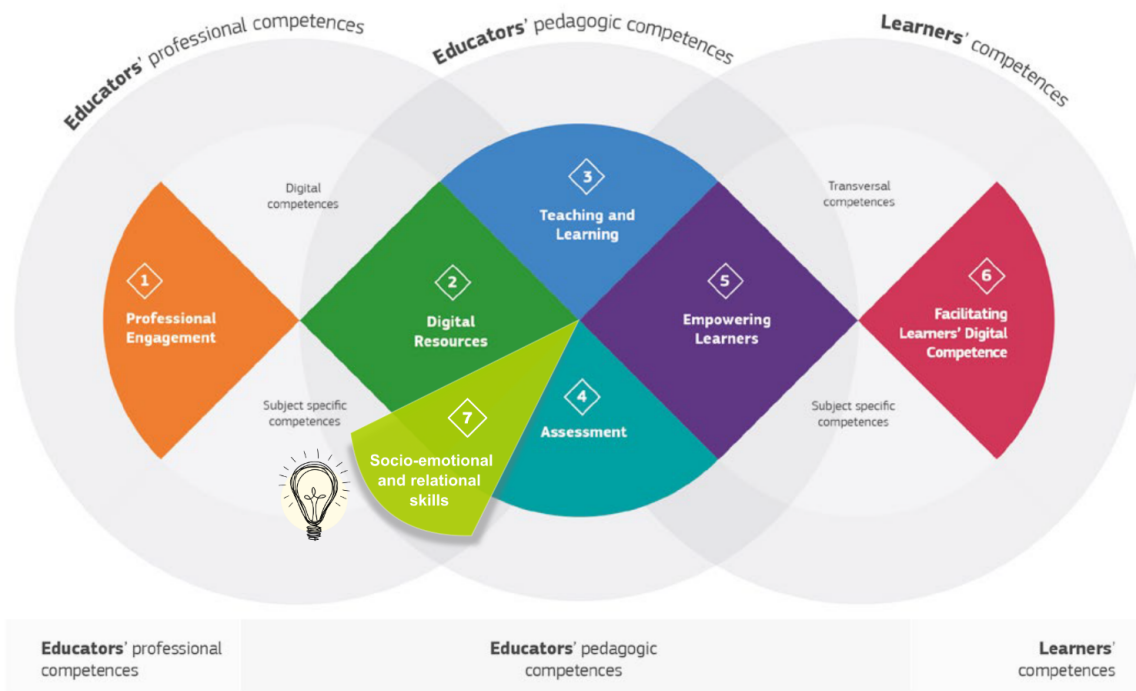 Educators' professional competences
Educators' pedagogic competences
Learners' competences
Digital
competences
3
Teaching and
Learning
Transversal
competences
1
Professional
Engagement
2
Digital
Resources
5
Empowering
Learners
6
Facilitating
Learners' Digital
Competence
Subject specific
competences
7
Socio-emotional
and relational
skills
4
Assessment
Subject specific
competences
Educators' professional
competences
Educators' pedagogic
competences
Learners'
competences